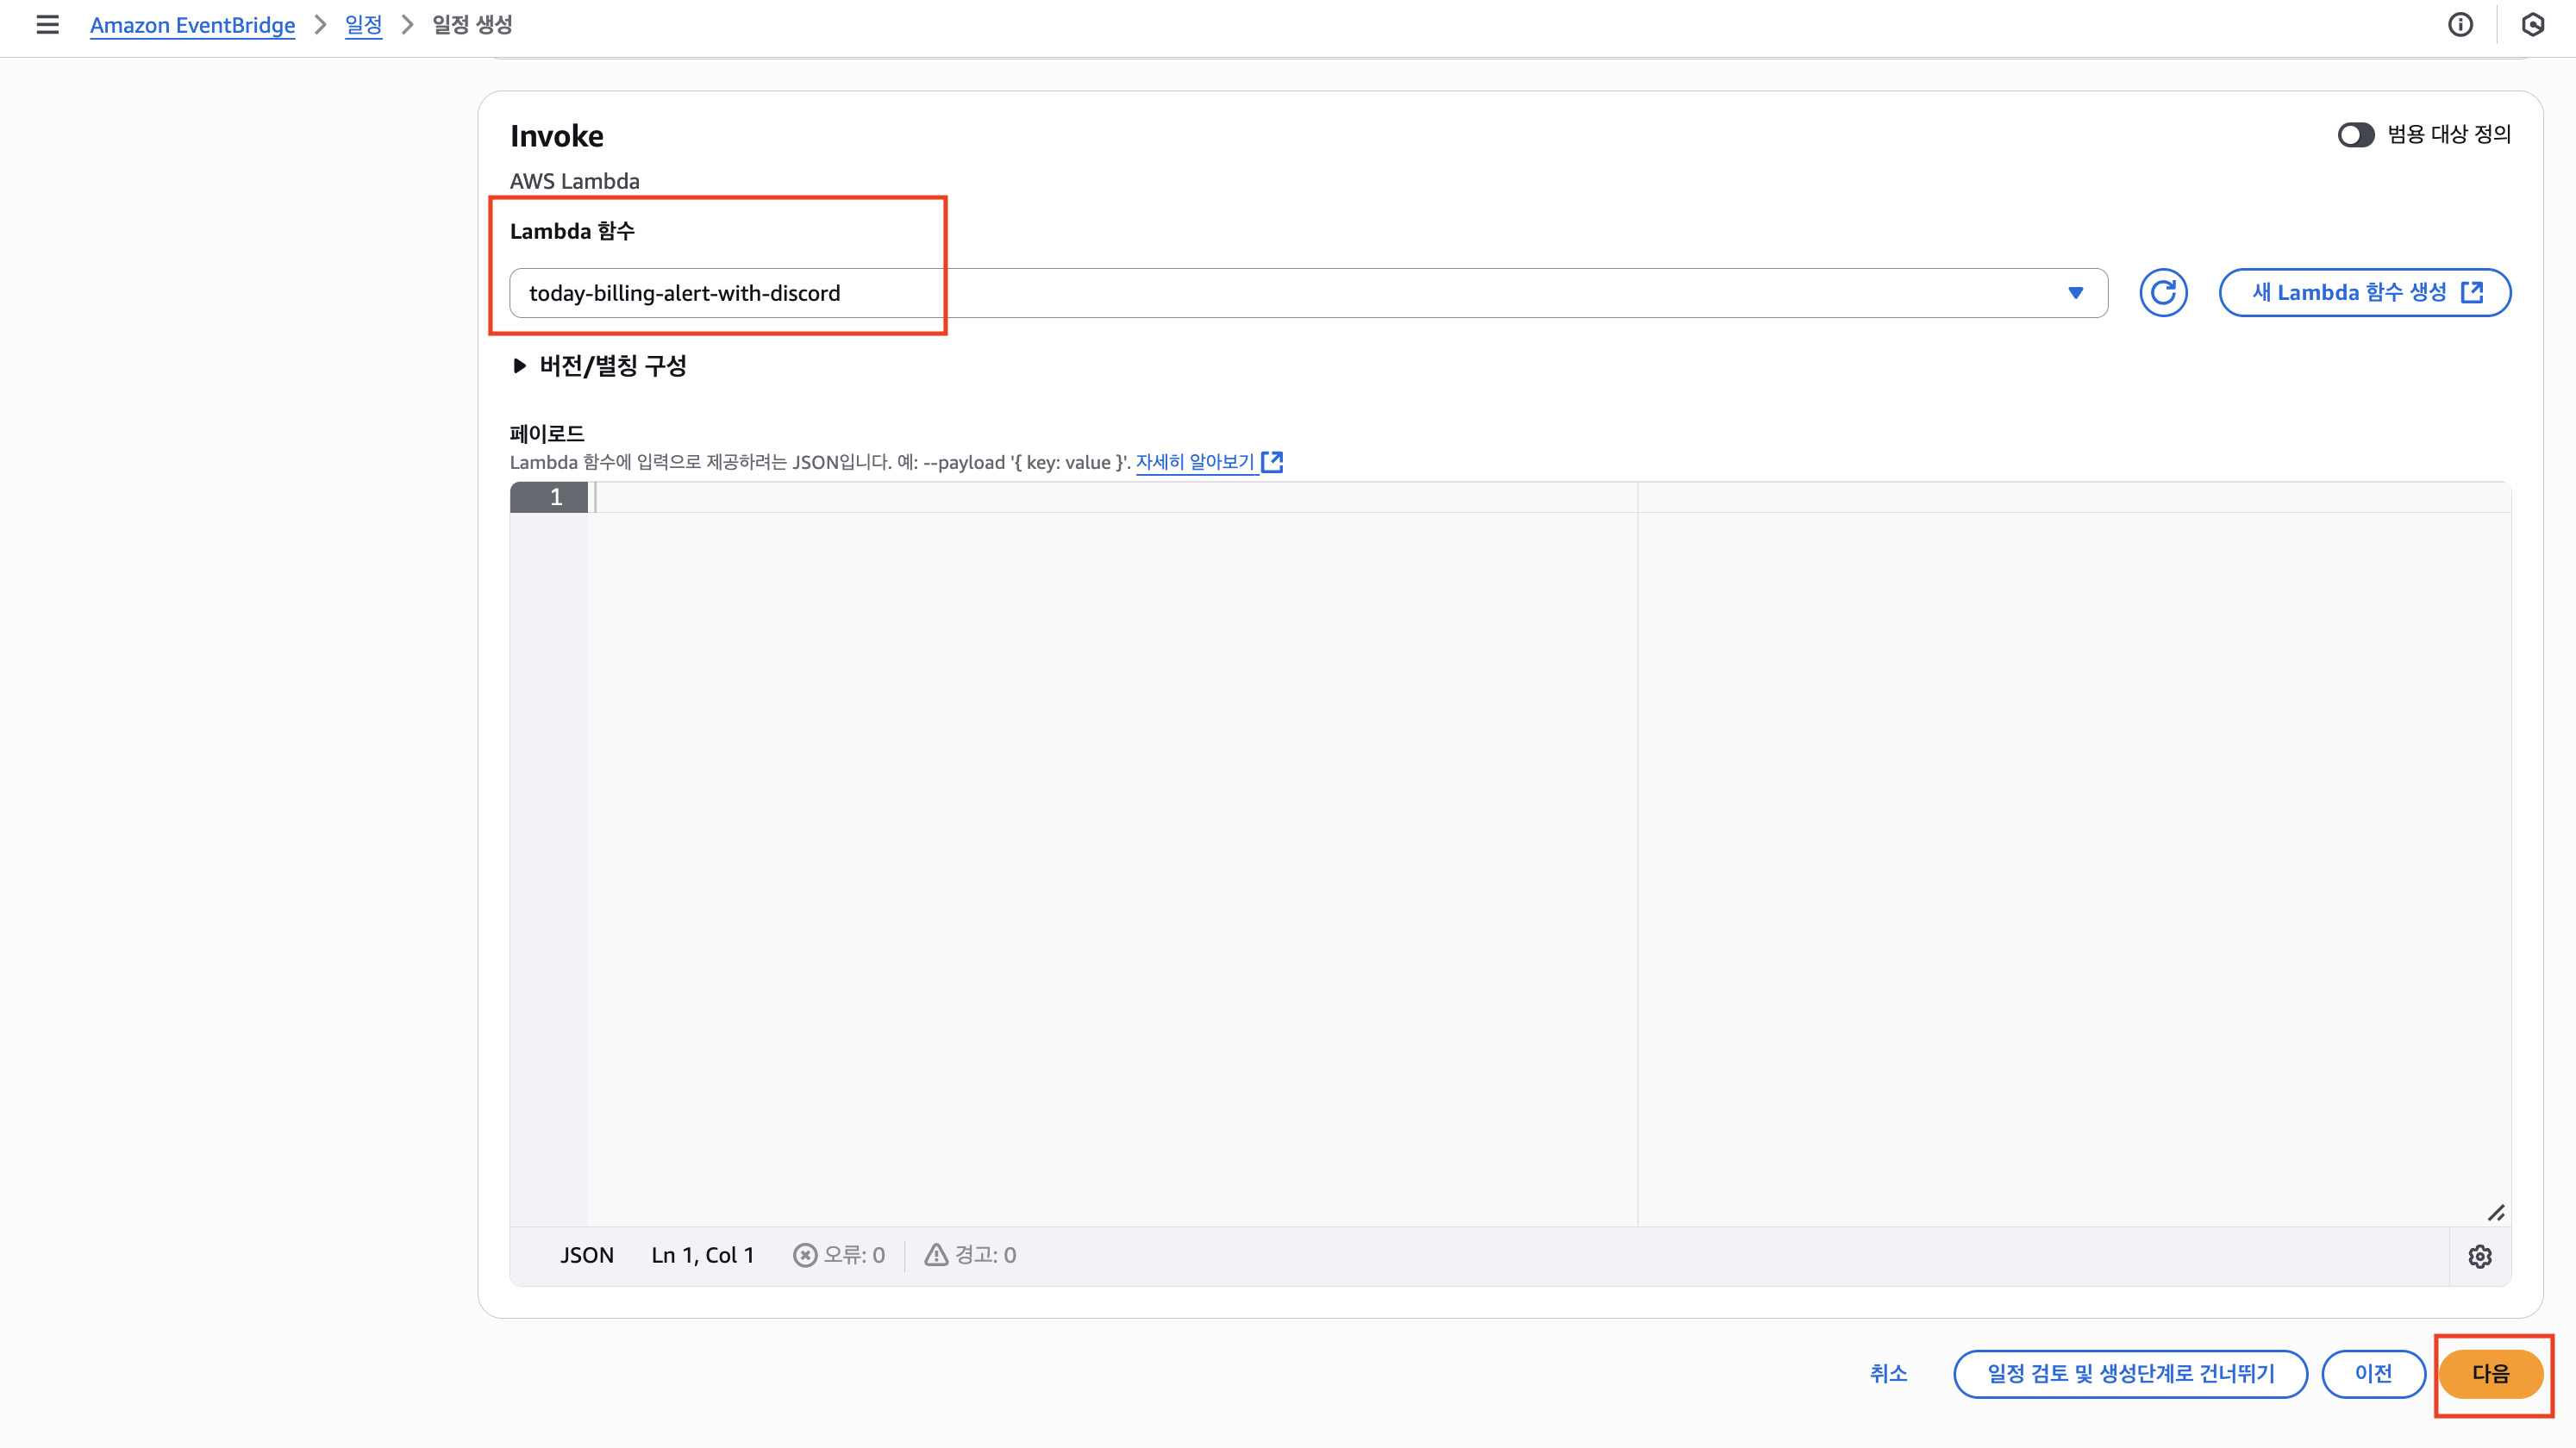 Amazon EventBridge > 일정 > 일정 생성
Invoke
범용 대상 정의
AWS Lambda
Lambda 함수
today-billing-alert-with-discord
새 Lambda 함수 생성
버전/별칭 구성
페이로드
Lambda 함수에 입력으로 제공하려는 JSON입니다. 예: --payload '{ key: value }'. 자세히 알아보기
1
JSON Ln 1, Col 1 오류: 0 경고: 0
취소 일정 검토 및 생성단계로 건너뛰기 이전 다음